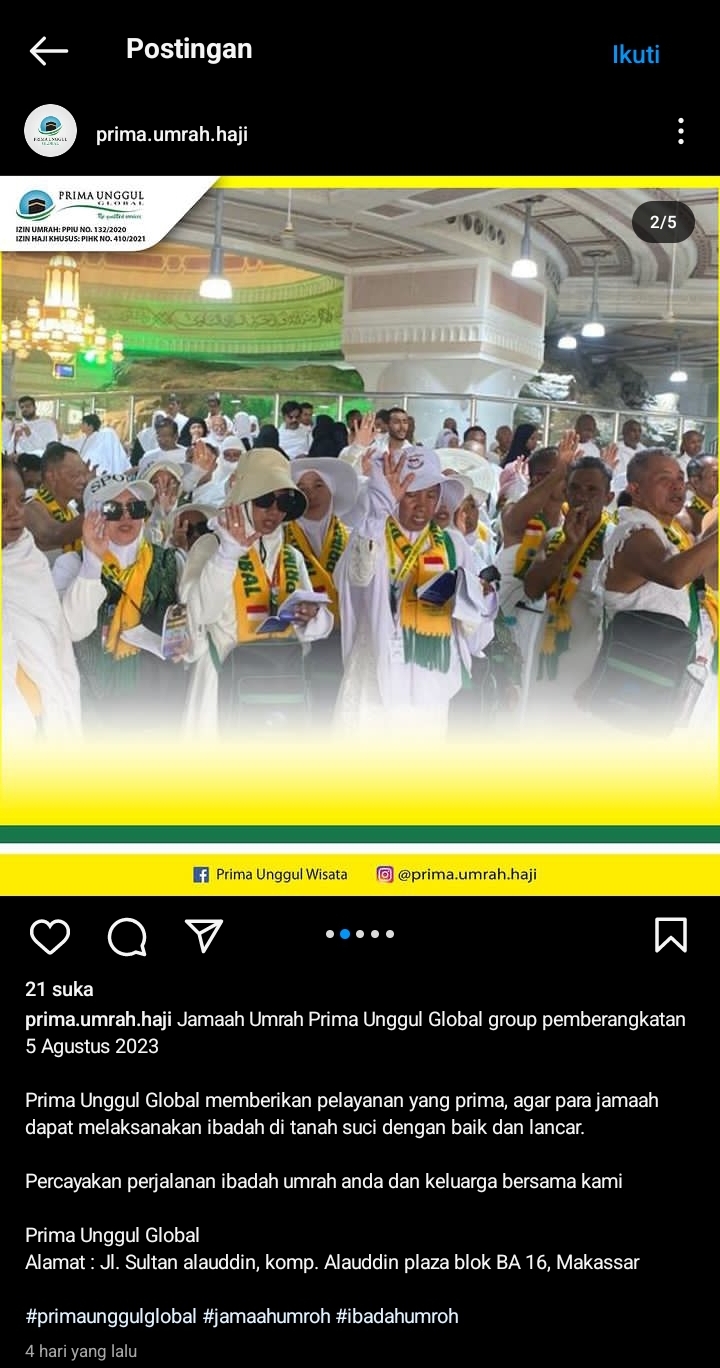 Postingan
Ikuti
prima.umrah.haji
PRIMA UNGGUL
GLOBAL
The qualified services
IZIN UMRAH: PPIU NO. 132/2020
IZIN HAJI KHUSUS: PIHK NO. 410/2021
2/5
SPO
Prima Unggul Wisata
@prima.umrah.haji
21 suka
prima.umrah.haji Jamaah Umrah Prima Unggul Global group pemberangkatan
5 Agustus 2023
Prima Unggul Global memberikan pelayanan yang prima, agar para jamaah
dapat melaksanakan ibadah di tanah suci dengan baik dan lancar.
Percayakan perjalanan ibadah umrah anda dan keluarga bersama kami
Prima Unggul Global
Alamat : Jl. Sultan alauddin, komp. Alauddin plaza blok BA 16, Makassar
#primaunggulglobal #jamaahumroh #ibadahumroh
4 hari yang lalu